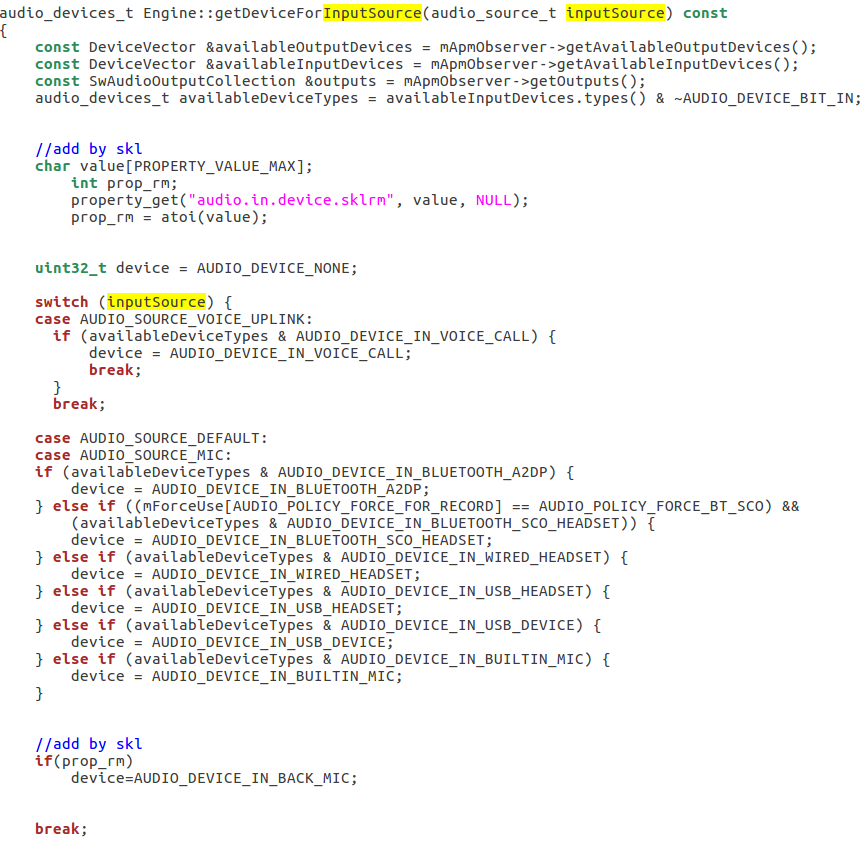 audio_devices_t Engine::getDeviceForInputSource(audio_source_t inputSource) const
{
    const DeviceVector &availableOutputDevices = mApmObserver->getAvailableOutputDevices();
    const DeviceVector &availableInputDevices = mApmObserver->getAvailableInputDevices();
    const SwAudioOutputCollection &outputs = mApmObserver->getOutputs();
    audio_devices_t availableDeviceTypes = availableInputDevices.types() & ~AUDIO_DEVICE_BIT_IN;
    //add by skl
    char value[PROPERTY_VALUE_MAX];
        int prop_rm;
        property_get("audio.in.device.sklrm", value, NULL);
        prop_rm = atoi(value);
    uint32_t device = AUDIO_DEVICE_NONE;
    switch (inputSource) {
    case AUDIO_SOURCE_VOICE_UPLINK:
      if (availableDeviceTypes & AUDIO_DEVICE_IN_VOICE_CALL) {
          device = AUDIO_DEVICE_IN_VOICE_CALL;
          break;
      }
      break;
    case AUDIO_SOURCE_DEFAULT:
    case AUDIO_SOURCE_MIC:
    if (availableDeviceTypes & AUDIO_DEVICE_IN_BLUETOOTH_A2DP) {
        device = AUDIO_DEVICE_IN_BLUETOOTH_A2DP;
    } else if ((mForceUse[AUDIO_POLICY_FORCE_FOR_RECORD] == AUDIO_POLICY_FORCE_BT_SCO) &&
        (availableDeviceTypes & AUDIO_DEVICE_IN_BLUETOOTH_SCO_HEADSET)) {
        device = AUDIO_DEVICE_IN_BLUETOOTH_SCO_HEADSET;
    } else if (availableDeviceTypes & AUDIO_DEVICE_IN_WIRED_HEADSET) {
        device = AUDIO_DEVICE_IN_WIRED_HEADSET;
    } else if (availableDeviceTypes & AUDIO_DEVICE_IN_USB_HEADSET) {
        device = AUDIO_DEVICE_IN_USB_HEADSET;
    } else if (availableDeviceTypes & AUDIO_DEVICE_IN_USB_DEVICE) {
        device = AUDIO_DEVICE_IN_USB_DEVICE;
    } else if (availableDeviceTypes & AUDIO_DEVICE_IN_BUILTIN_MIC) {
        device = AUDIO_DEVICE_IN_BUILTIN_MIC;
    }
    //add by skl
    if(prop_rm)
        device=AUDIO_DEVICE_IN_BACK_MIC;
    break;